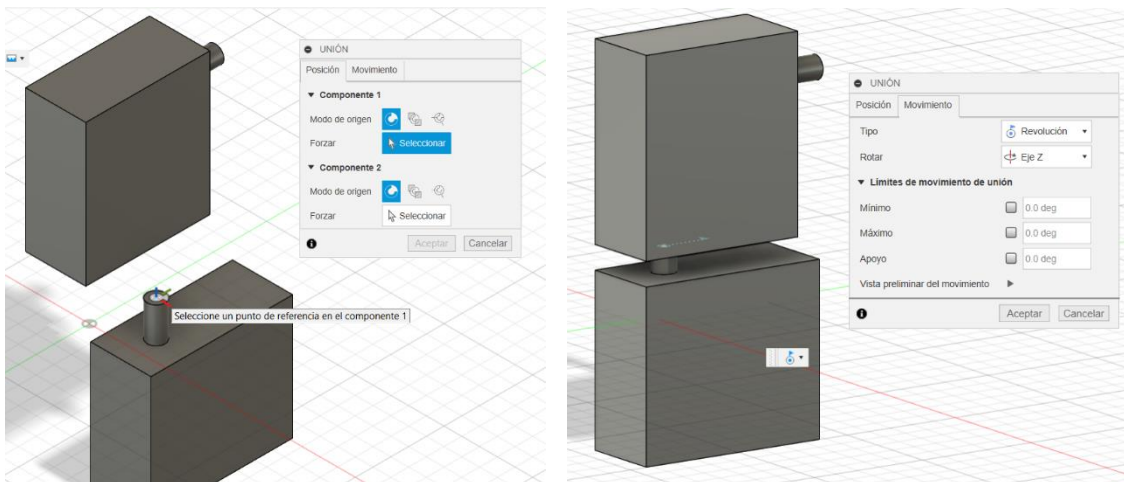 UNIÓN
Posición Movimiento
Componente 1
Modo de origen
Forzar Seleccionar
Componente 2
Modo de origen
Forzar Seleccionar
Aceptar Cancelar
Seleccione un punto de referencia en el componente 1
UNIÓN
Posición Movimiento
Tipo Revolución
Rotar Eje Z
Límites de movimiento de unión
Mínimo 0.0 deg
Máximo 0.0 deg
Apoyo 0.0 deg
Vista preliminar del movimiento
Aceptar Cancelar